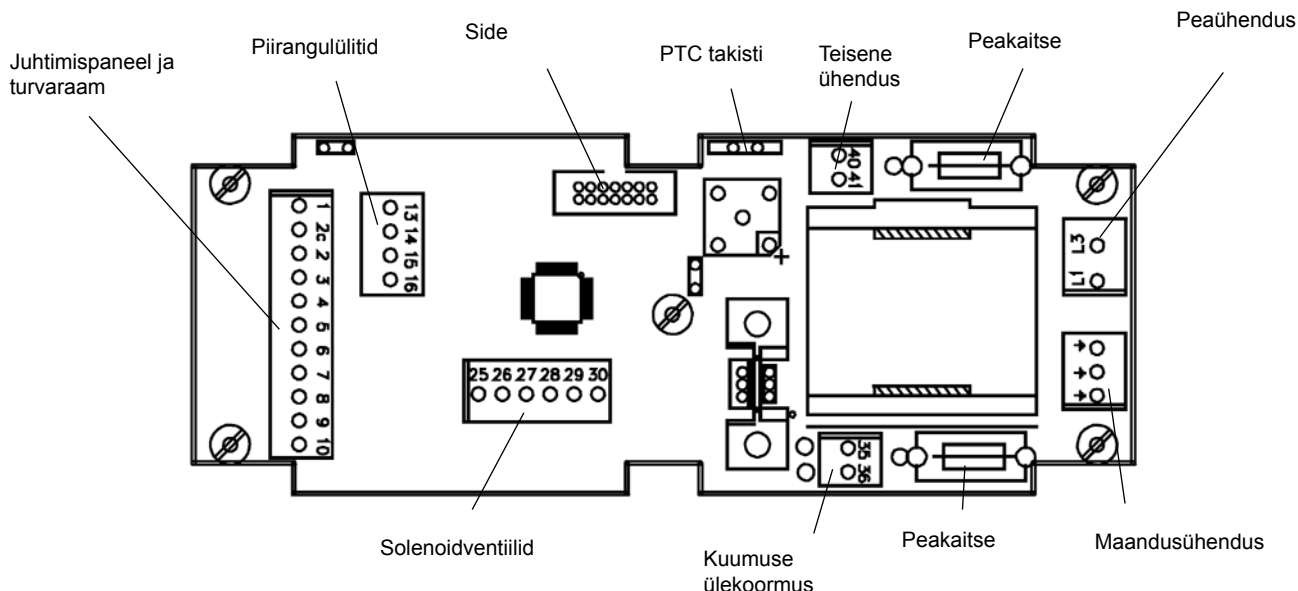 Juhtimispaneel ja
turvaraam
Piirangulülitid
Side
PTC takisti
Teisene
ühendus
Peakaitse
Peaühendus
1
2c
2
3
4
5
6
7
8
9
10
13
14
15
16
25 26 27 28 29 30
40
41
+
L3
L1
35
36
Solenoidventiilid
Kuumuse
ülekoormus
Peakaitse
Maandusühendus